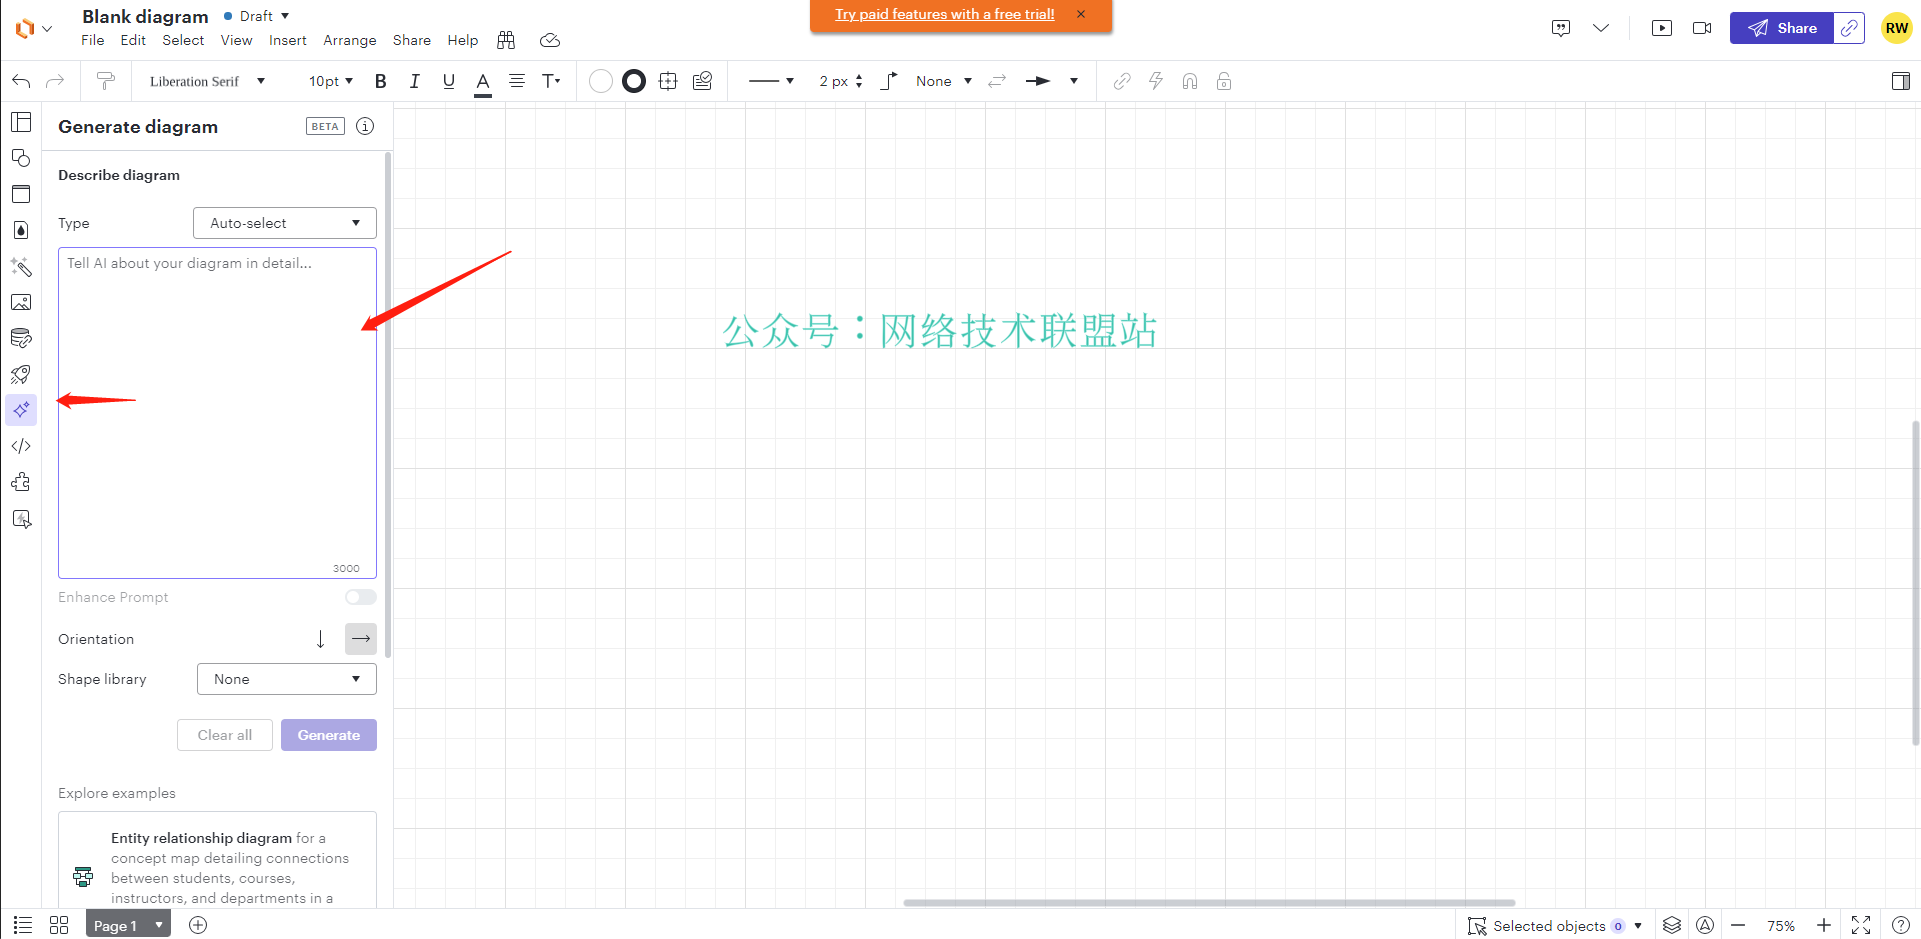 Blank diagram Draft
Try paid features with a free trial!
File Edit Select View Insert Arrange Share Help
Share
RW
Liberation Serif 10pt B I U A T 2 px None
Generate diagram BETA
Describe diagram
Type Auto-select
Tell AI about your diagram in detail...
公众号：网络技术联盟站
3000
Enhance Prompt
Orientation
Shape library None
Clear all Generate
Explore examples
Entity relationship diagram for a
concept map detailing connections
between students, courses,
instructors, and departments in a
Page 1
Selected objects 0
75%